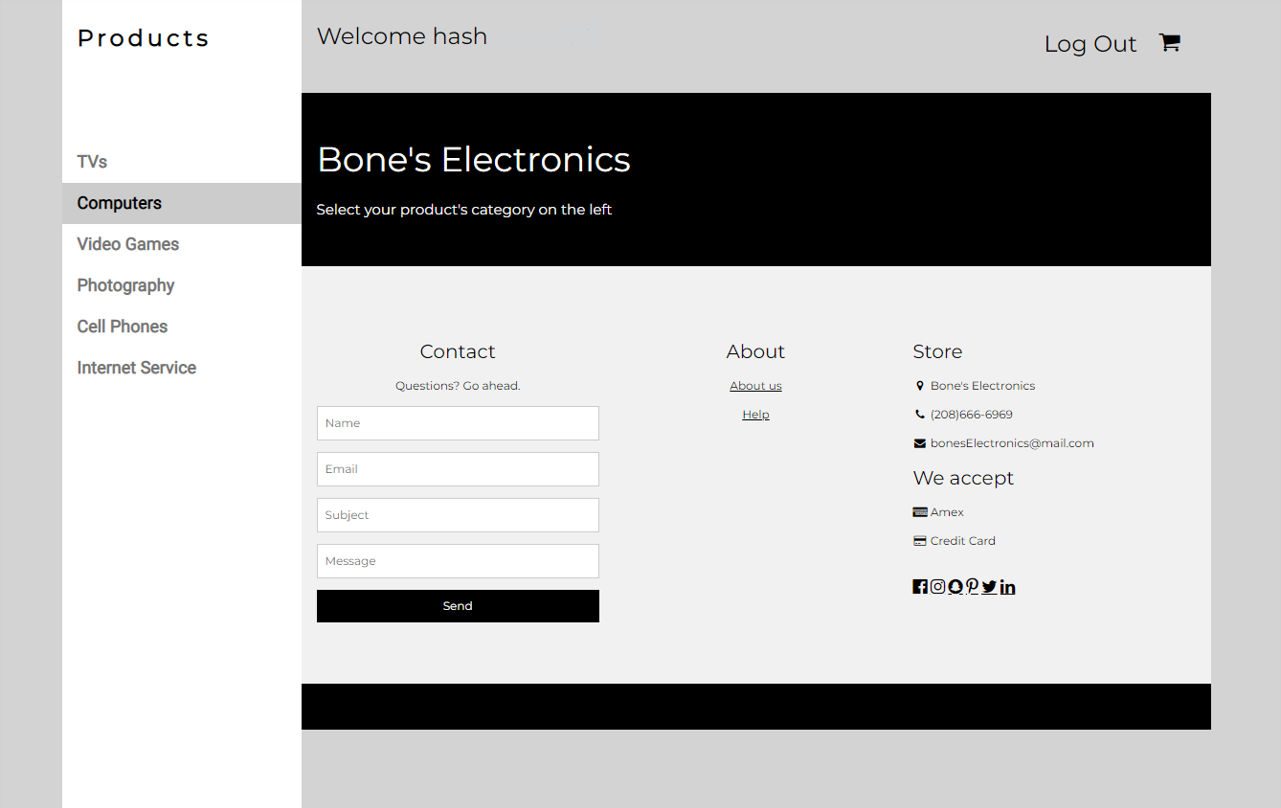 Products
TVs
Computers
Video Games
Photography
Cell Phones
Internet Service
Welcome hash
Log Out
Bone's Electronics
Select your product's category on the left
Contact
Questions? Go ahead.
Name
Email
Subject
Message
Send
About
About us
Help
Store
Bone's Electronics
(208)666-6969
bonesElectronics@mail.com
We accept
Amex
Credit Card